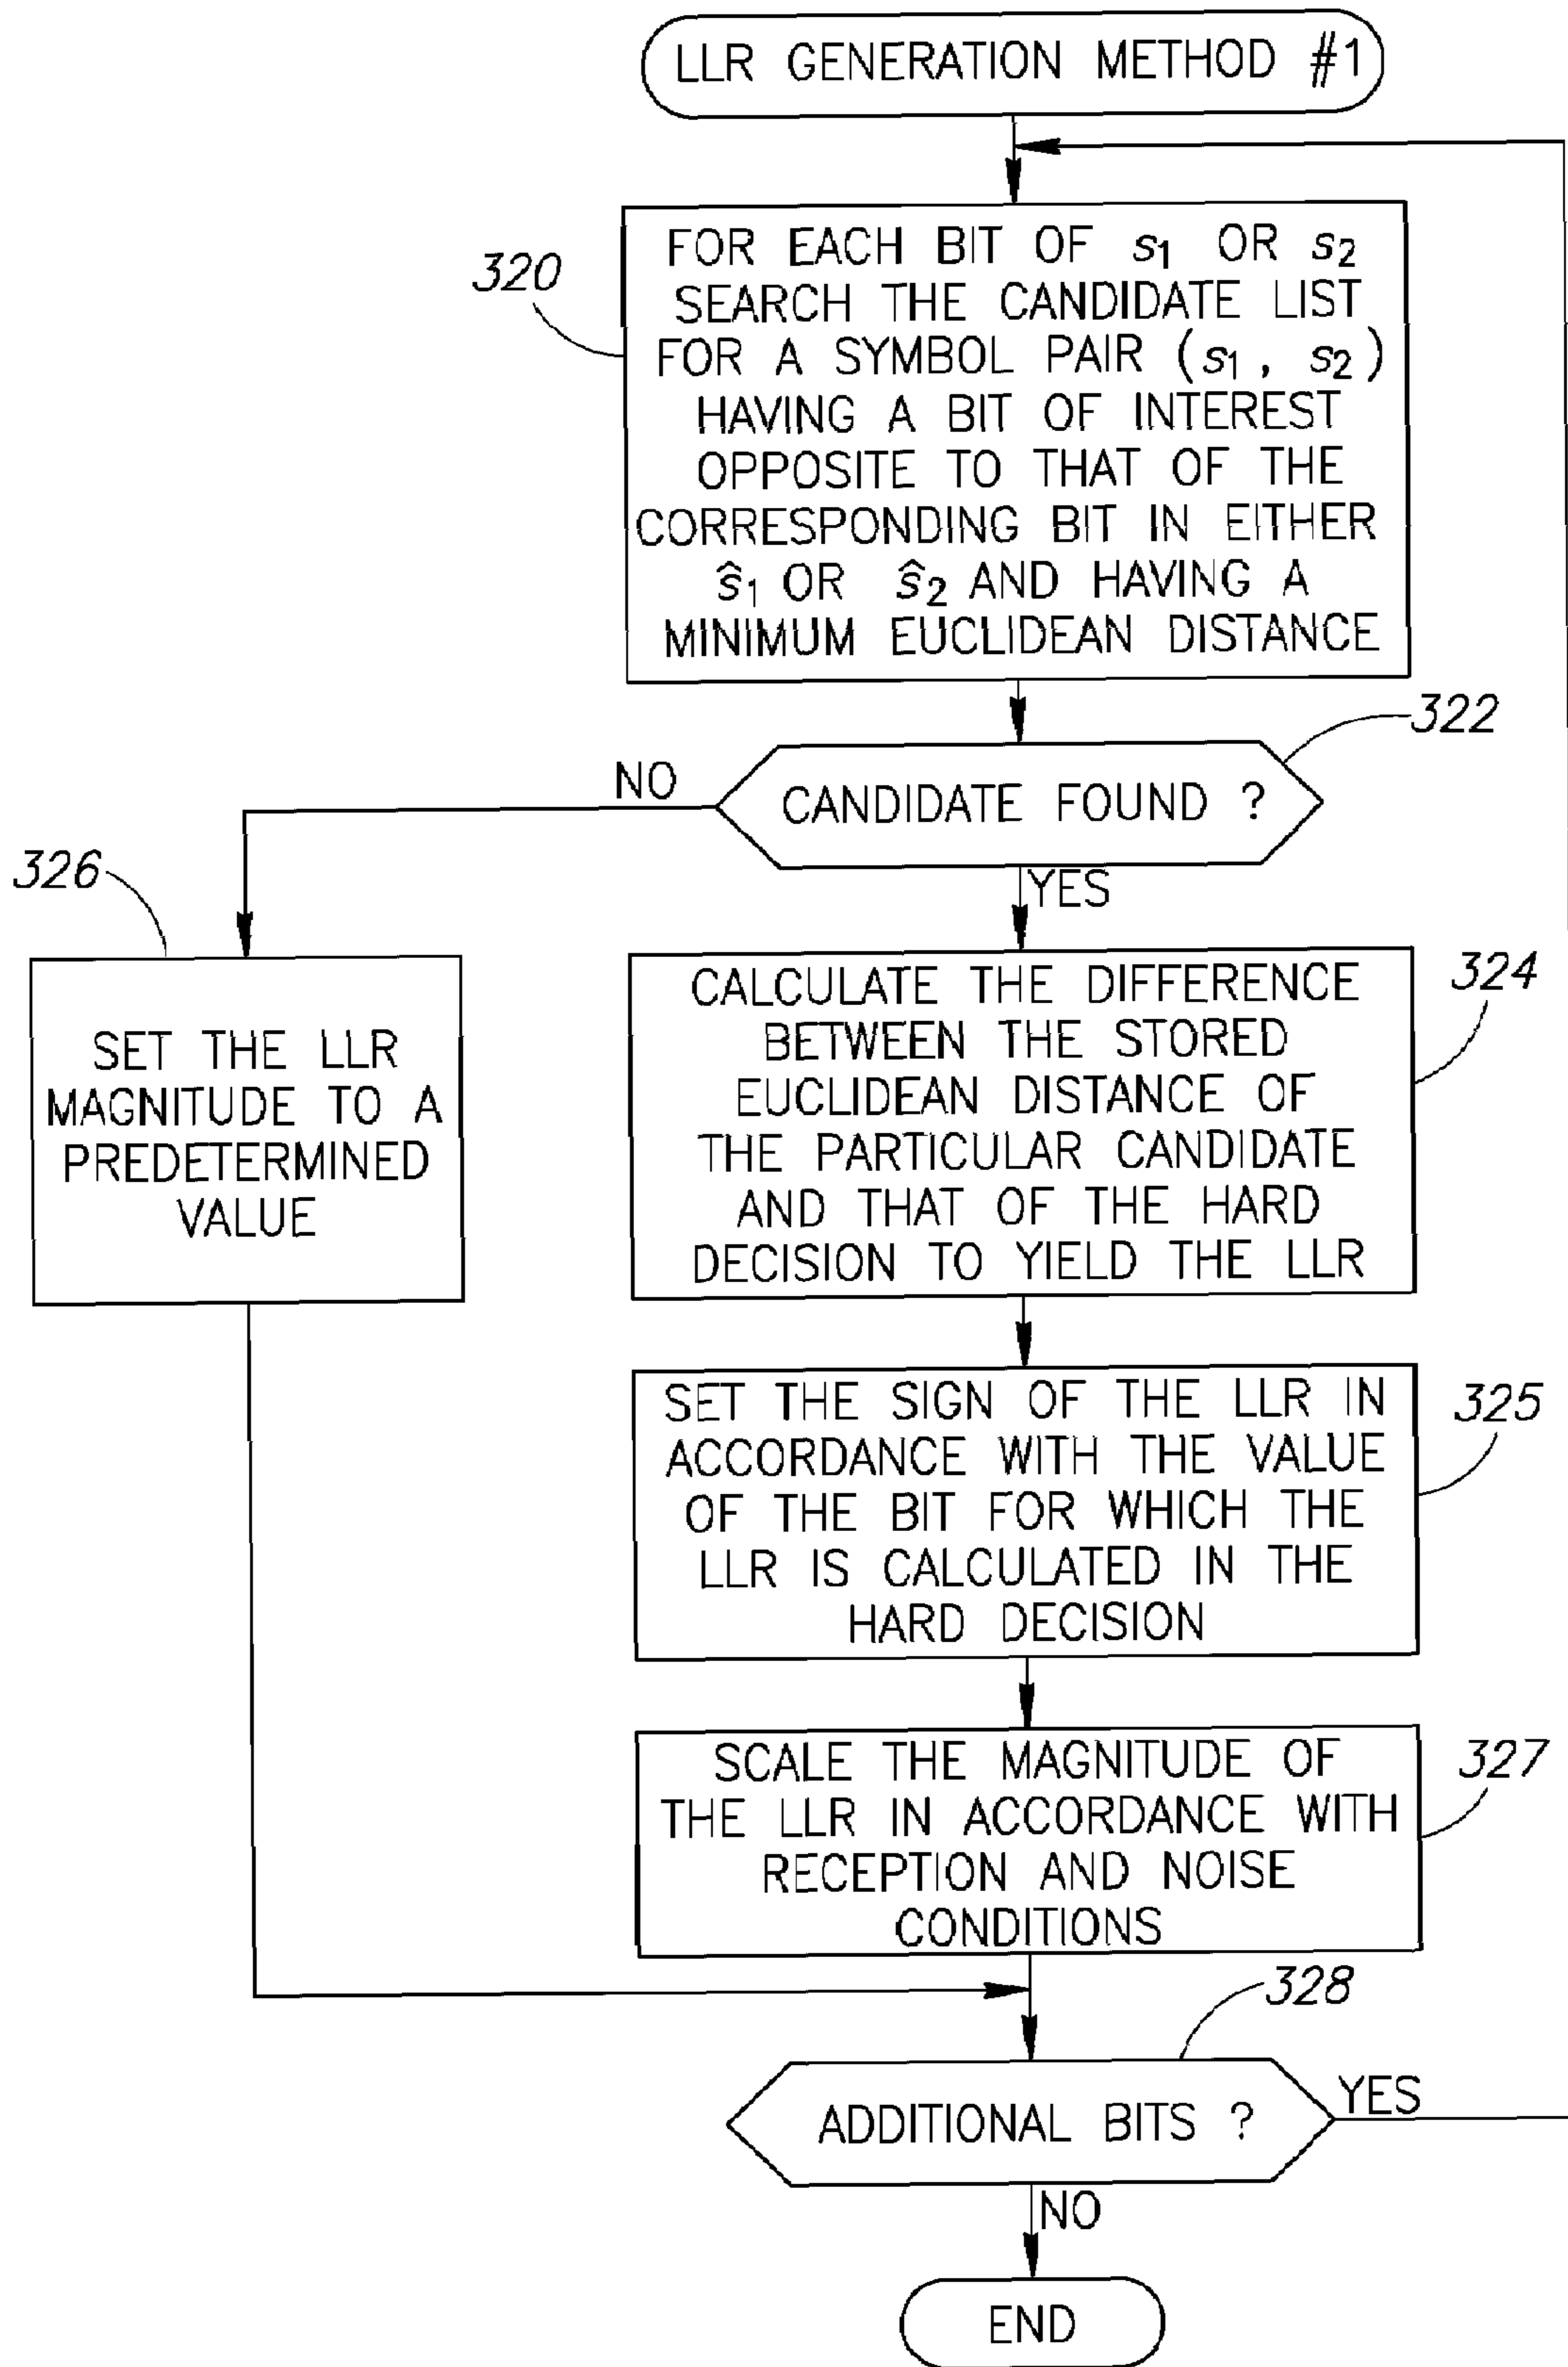 LLR GENERATION METHOD #1
320
FOR EACH BIT OF s1 OR s2
SEARCH THE CANDIDATE LIST
FOR A SYMBOL PAIR (s1, s2)
HAVING A BIT OF INTEREST
OPPOSITE TO THAT OF THE
CORRESPONDING BIT IN EITHER
ŝ1 OR ŝ2 AND HAVING A
MINIMUM EUCLIDEAN DISTANCE
322
NO
CANDIDATE FOUND ?
YES
326
SET THE LLR
MAGNITUDE TO A
PREDETERMINED
VALUE
324
CALCULATE THE DIFFERENCE
BETWEEN THE STORED
EUCLIDEAN DISTANCE OF
THE PARTICULAR CANDIDATE
AND THAT OF THE HARD
DECISION TO YIELD THE LLR
325
SET THE SIGN OF THE LLR IN
ACCORDANCE WITH THE VALUE
OF THE BIT FOR WHICH THE
LLR IS CALCULATED IN THE
HARD DECISION
327
SCALE THE MAGNITUDE OF
THE LLR IN ACCORDANCE WITH
RECEPTION AND NOISE
CONDITIONS
328
ADDITIONAL BITS ?
YES
NO
END